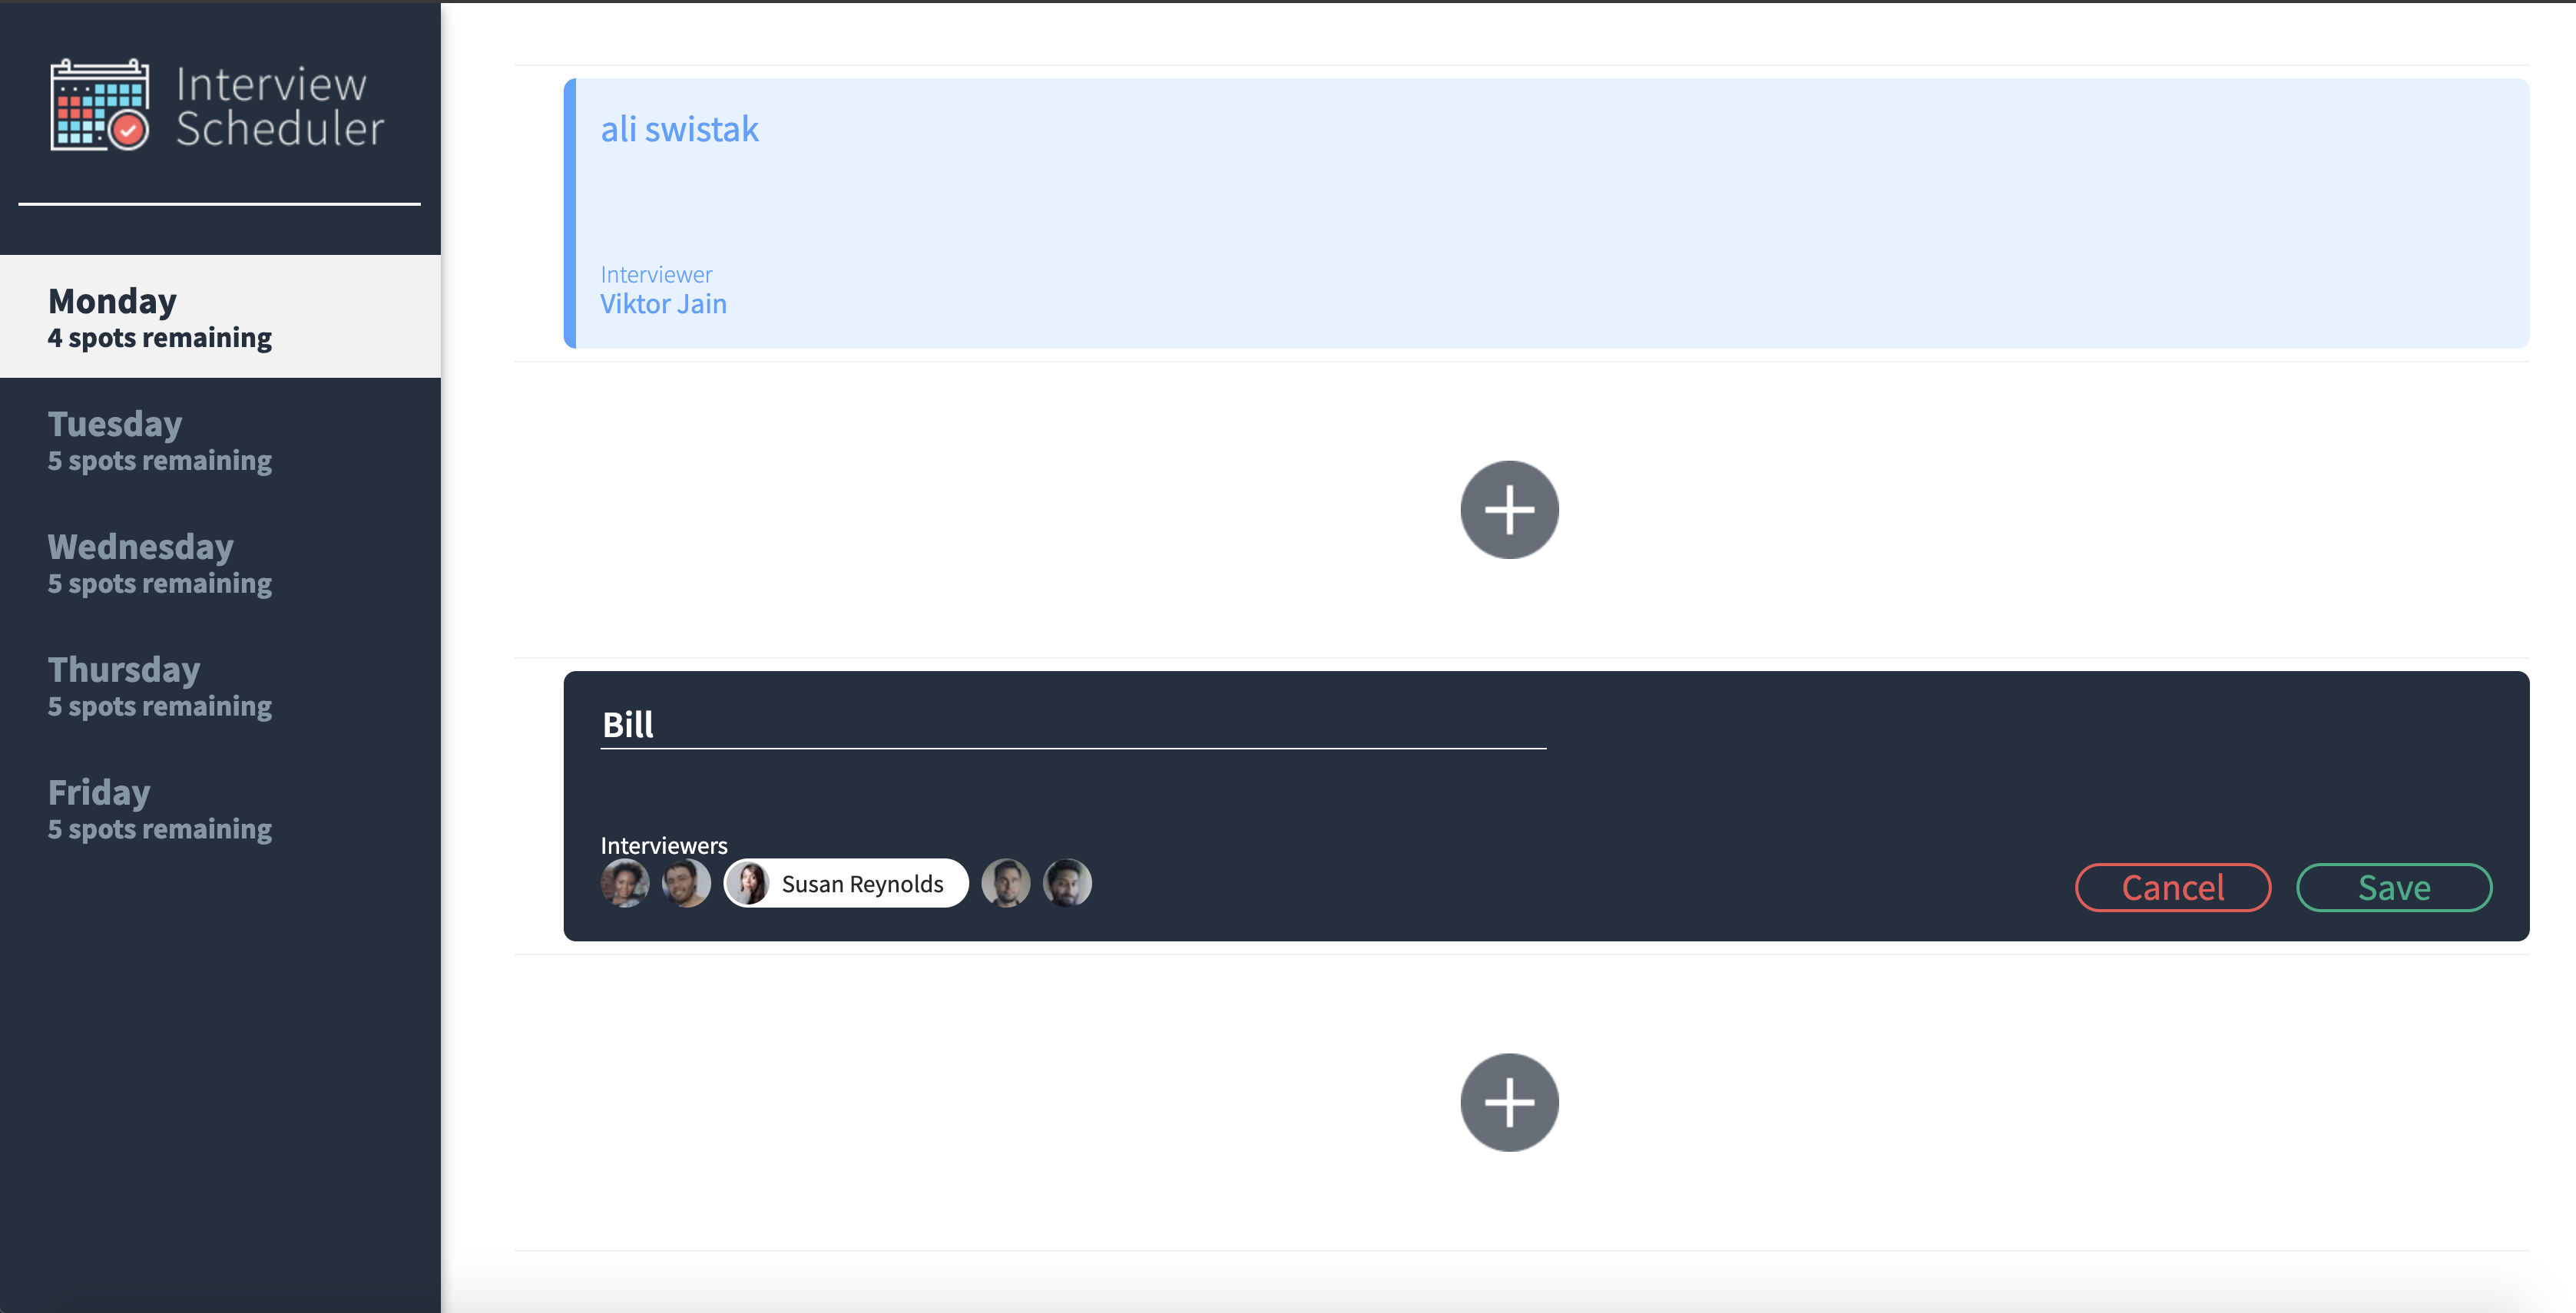 Interview
Scheduler
Monday
4 spots remaining
Tuesday
5 spots remaining
Wednesday
5 spots remaining
Thursday
5 spots remaining
Friday
5 spots remaining
ali swistak
Interviewer
Viktor Jain
Bill
Interviewers
Susan Reynolds
Cancel
Save